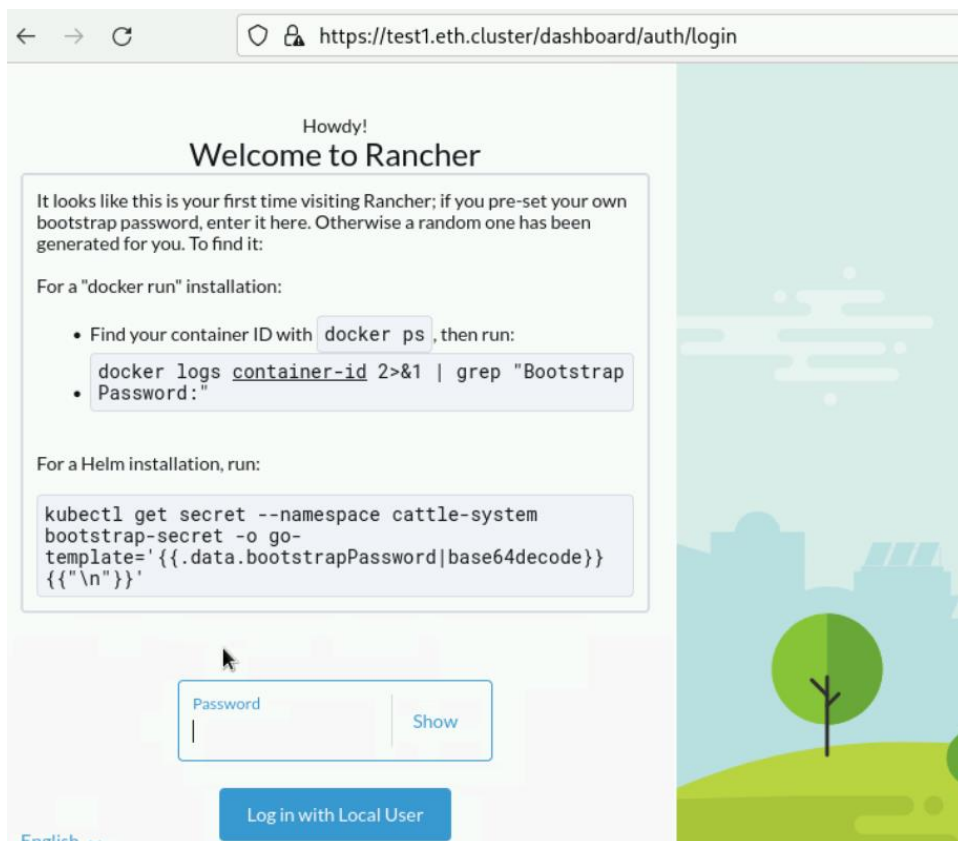 https://test1.eth.cluster/dashboard/auth/login
Howdy!
Welcome to Rancher
It looks like this is your first time visiting Rancher; if you pre-set your own
bootstrap password, enter it here. Otherwise a random one has been
generated for you. To find it:
For a "docker run" installation:
• Find your container ID with docker ps , then run:
docker logs container-id 2>&1 | grep "Bootstrap
• Password:"
For a Helm installation, run:
kubectl get secret --namespace cattle-system
bootstrap-secret -o go-
template='{{.data.bootstrapPassword|base64decode}}
{{"\n"}}'
Password
Show
Log in with Local User
English